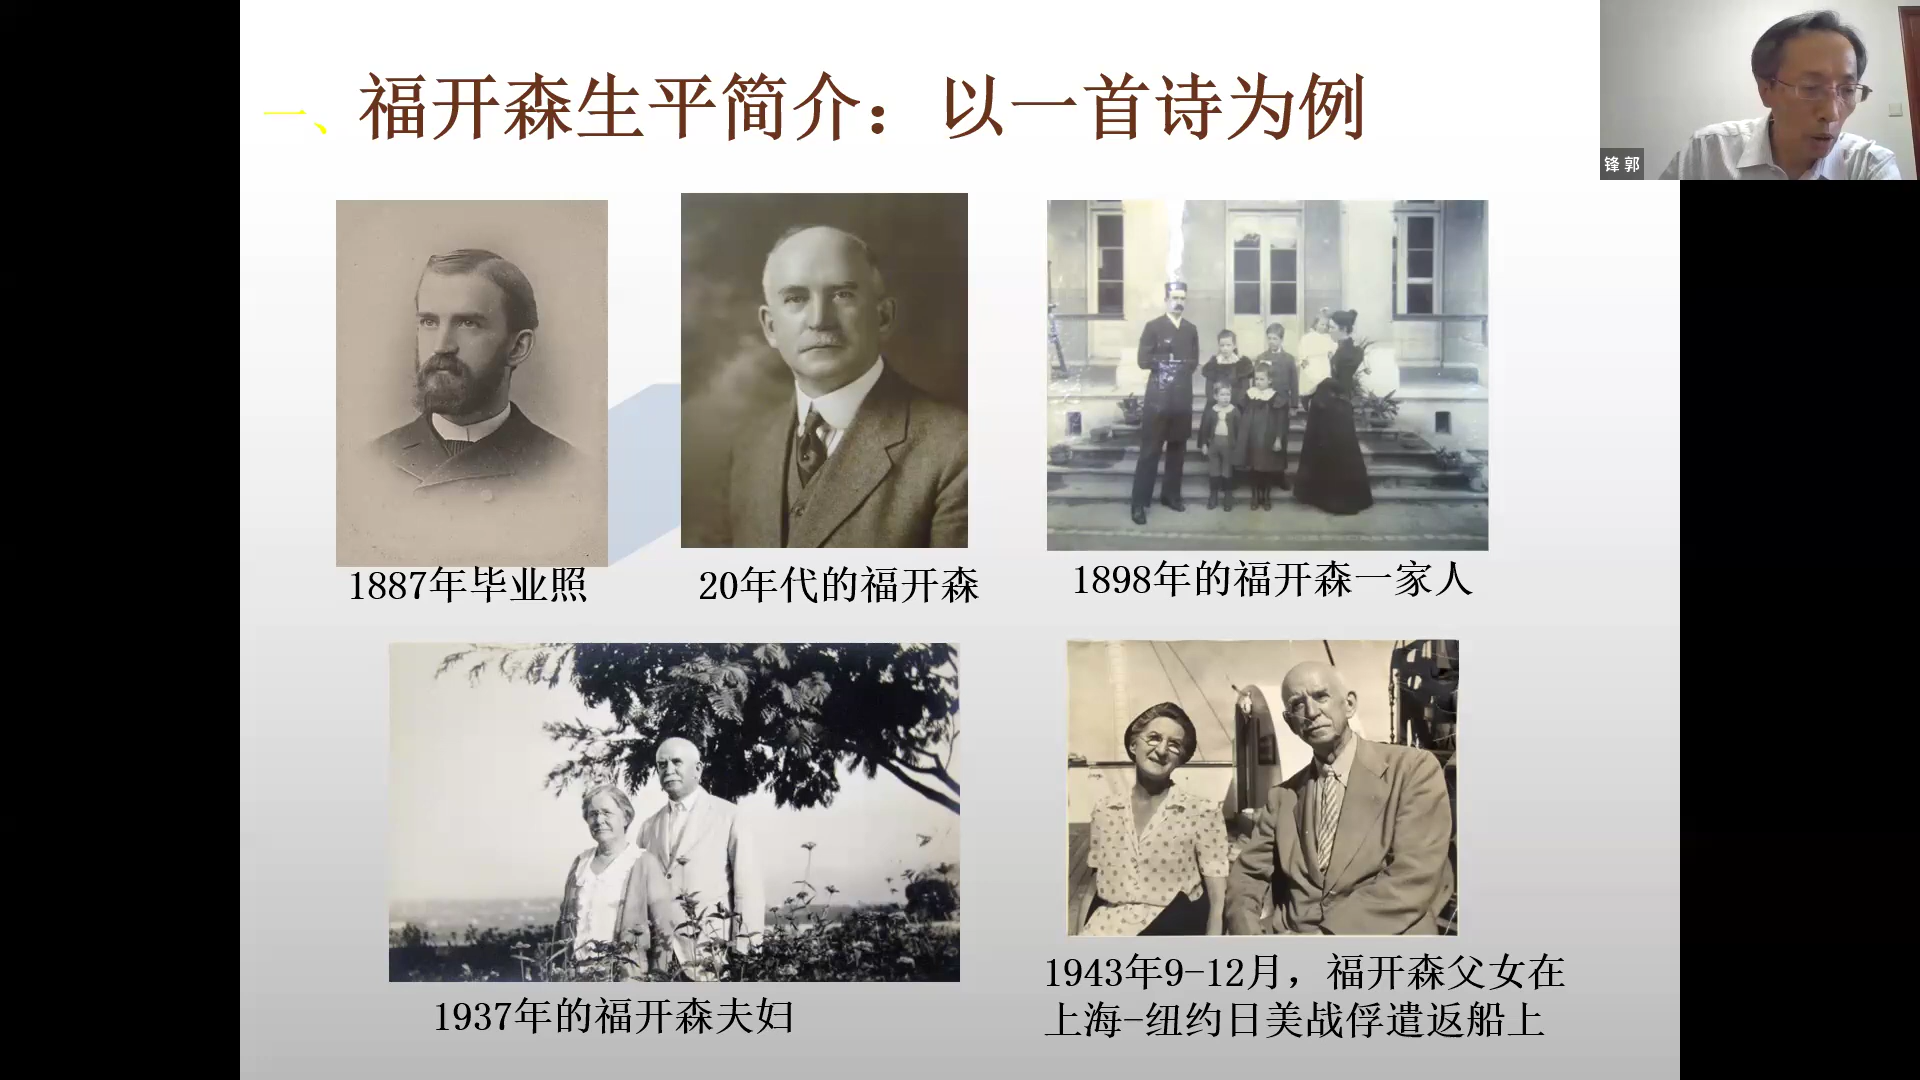 一、福开森生平简介：以一首诗为例
锋 郭
1887年毕业照
20年代的福开森
1898年的福开森一家人
1937年的福开森夫妇
1943年9-12月，福开森父女在
上海-纽约日美战俘遣返船上